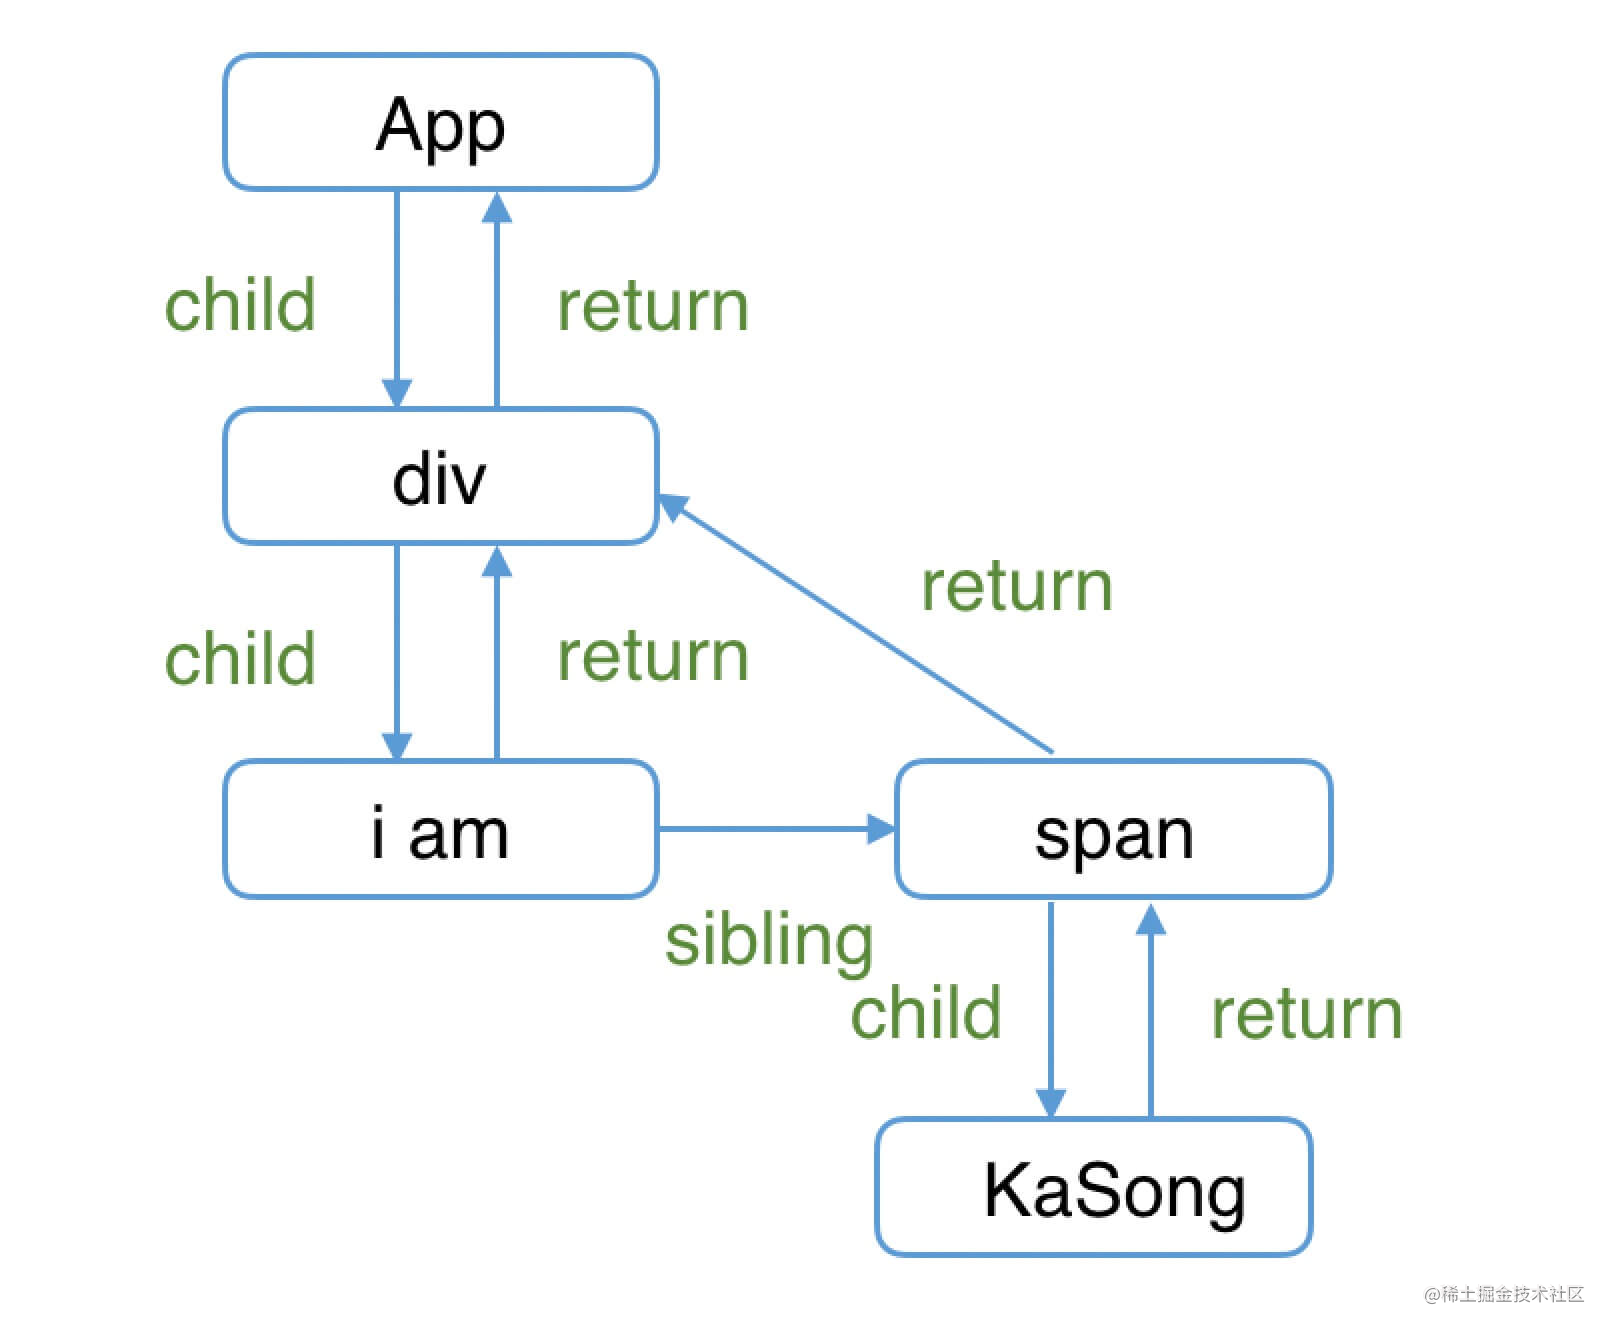 App
child
return
div
return
child
return
i am
span
sibling
child
return
KaSong
@稀土掘金技术社区